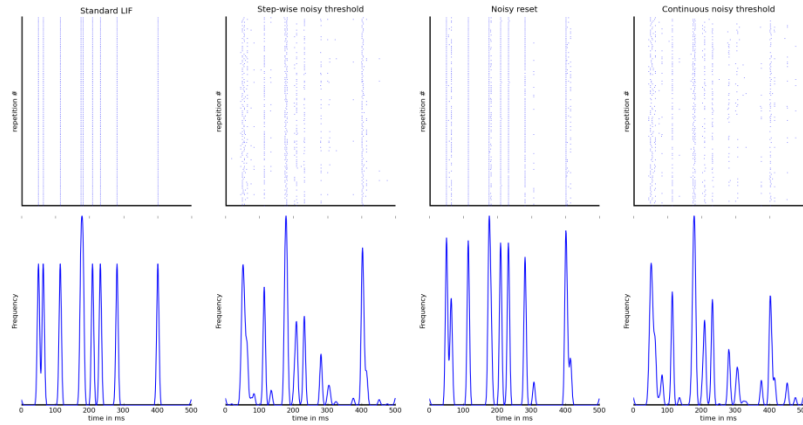 Standard LIF
Step-wise noisy threshold
Noisy reset
Continuous noisy threshold
repetition #
repetition #
repetition #
repetition #
Frequency
Frequency
Frequency
Frequency
0 100 200 300 400 500
0 100 200 300 400 500
0 100 200 300 400 500
0 100 200 300 400 500
time in ms
time in ms
time in ms
time in ms